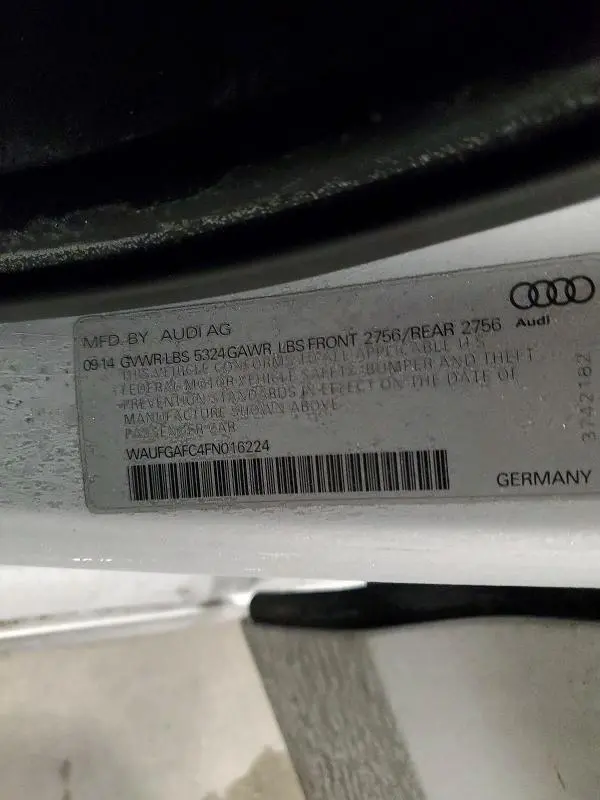 MFD. BY AUDI AG
09-14 GVWR-LBS 5324 GAWR LBS FRONT 2756/REAR 2756
THIS VEHICLE CONFORMS TO ALL APPLICABLE U.S.
FEDERAL MOTOR VEHICLE SAFETY, BUMPER AND THEFT
PREVENTION STANDARDS IN EFFECT ON THE DATE OF
MANUFACTURE SHOWN ABOVE
PASSENGER CAR
WAUFGAFC4FN016224
Audi
3742182
GERMANY